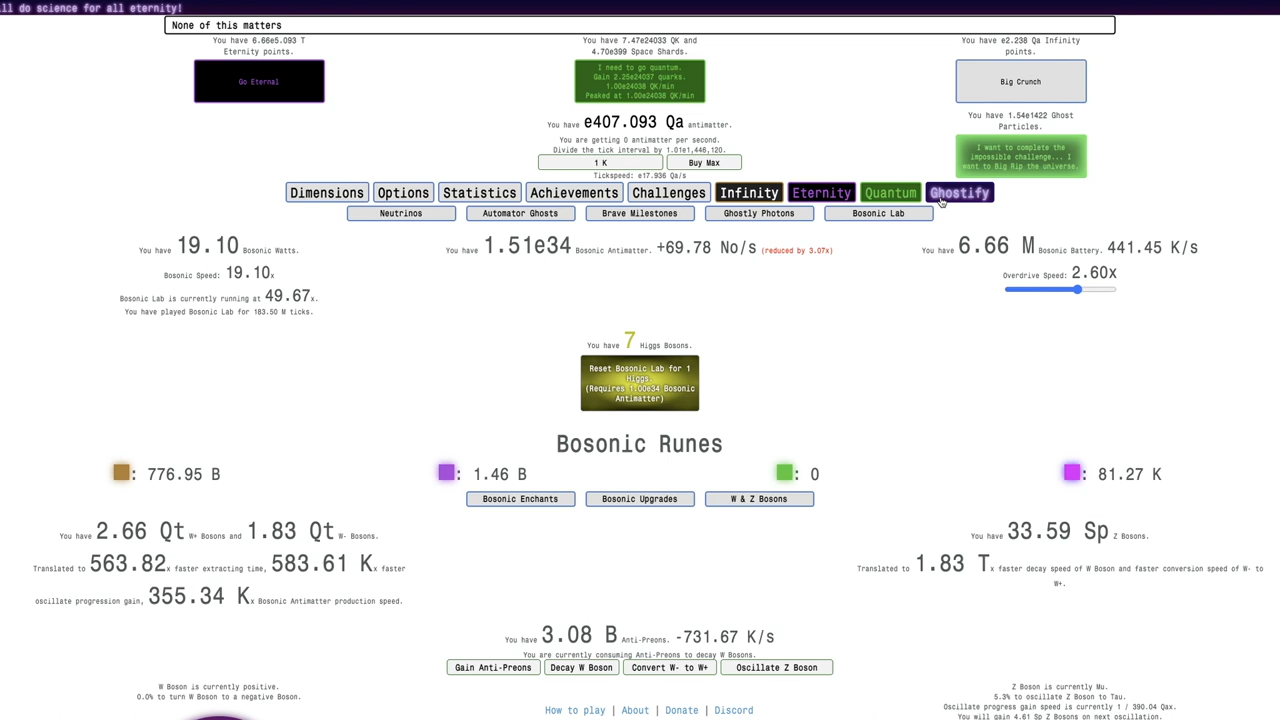 ill do science for all eternity!
None of this matters
You have 6.66e5.093 T
Eternity points.
Go Eternal
You have 7.47e24033 QK and
4.70e399 Space Shards.
I need to go quantum.
Gain 2.25e24037 quarks.
1.00e24038 QK/min
Peaked at 1.00e24038 QK/min
You have e2.238 Qa Infinity
points.
Big Crunch
You have e407.093 Qa antimatter.
You are getting 0 antimatter per second.
Divide the tick interval by 1.01e1,446,120.
1 K
Buy Max
Tickspeed: e17.936 Qa/s
You have 1.54e1422 Ghost
Particles.
I want to complete the
impossible challenge... I
want to Big Rip the universe.
Dimensions
Options
Statistics
Achievements
Challenges
Infinity
Eternity
Quantum
Ghostify
Neutrinos
Automator Ghosts
Brave Milestones
Ghostly Photons
Bosonic Lab
You have 19.10 Bosonic Watts.
Bosonic Speed: 19.10x
Bosonic Lab is currently running at 49.67x.
You have played Bosonic Lab for 183.50 M ticks.
You have 1.51e34 Bosonic Antimatter. +69.78 No/s (reduced by 3.07x)
You have 6.66 M Bosonic Battery. 441.45 K/s
Overdrive Speed: 2.60x
You have 7 Higgs Bosons.
Reset Bosonic Lab for 1
Higgs.
(Requires 1.00e34 Bosonic
Antimatter)
Bosonic Runes
: 776.95 B
: 1.46 B
: 0
: 81.27 K
Bosonic Enchants
Bosonic Upgrades
W & Z Bosons
You have 2.66 Qt W+ Bosons and 1.83 Qt W- Bosons.
Translated to 563.82x faster extracting time, 583.61 Kx faster
oscillate progression gain, 355.34 Kx Bosonic Antimatter production speed.
You have 33.59 Sp Z Bosons.
Translated to 1.83 Tx faster decay speed of W Boson and faster conversion speed of W- to
W+.
You have 3.08 B Anti-Preons. -731.67 K/s
You are currently consuming Anti-Preons to decay W Bosons.
Gain Anti-Preons
Decay W Boson
Convert W- to W+
Oscillate Z Boson
W Boson is currently positive.
0.0% to turn W Boson to a negative Boson.
Z Boson is currently Mu.
5.3% to oscillate Z Boson to Tau.
Oscillate progress gain speed is currently 1 / 390.04 Qax.
You will gain 4.61 Sp Z Bosons on next oscillation.
How to play | About | Donate | Discord